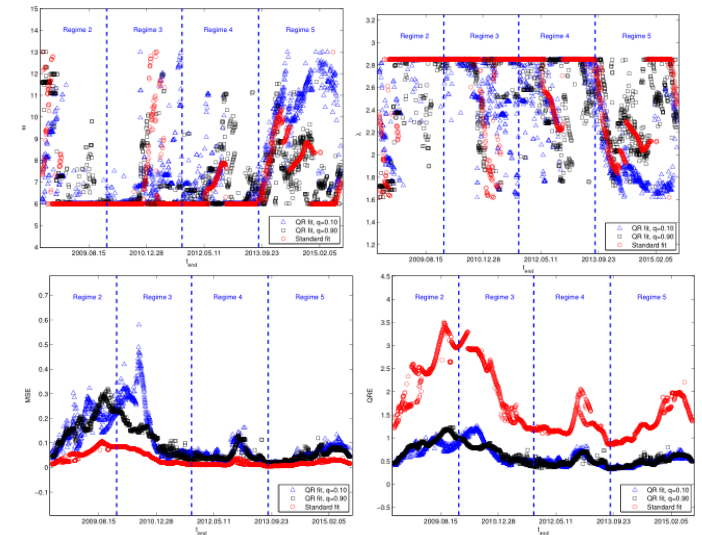 15
14
13
12
11
10
9
8
7
6
5
4
ω
Regime 2 Regime 3 Regime 4 Regime 5
QR fit, q=0.10
QR fit, q=0.90
Standard fit
2009.08.15 2010.12.28 2012.05.11 2013.09.23 2015.02.05
t_end
3.2
3
2.8
2.6
2.4
2.2
2
1.8
1.6
1.4
1.2
λ
Regime 2 Regime 3 Regime 4 Regime 5
QR fit, q=0.10
QR fit, q=0.90
Standard fit
2009.08.15 2010.12.28 2012.05.11 2013.09.23 2015.02.05
t_end
0.7
0.6
0.5
0.4
0.3
0.2
0.1
0
−0.1
MSE
Regime 2 Regime 3 Regime 4 Regime 5
QR fit, q=0.10
QR fit, q=0.90
Standard fit
2009.08.15 2010.12.28 2012.05.11 2013.09.23 2015.02.05
t_end
4.5
4
3.5
3
2.5
2
1.5
1
0.5
0
−0.5
QRE
Regime 2 Regime 3 Regime 4 Regime 5
QR fit, q=0.10
QR fit, q=0.90
Standard fit
2009.08.15 2010.12.28 2012.05.11 2013.09.23 2015.02.05
t_end